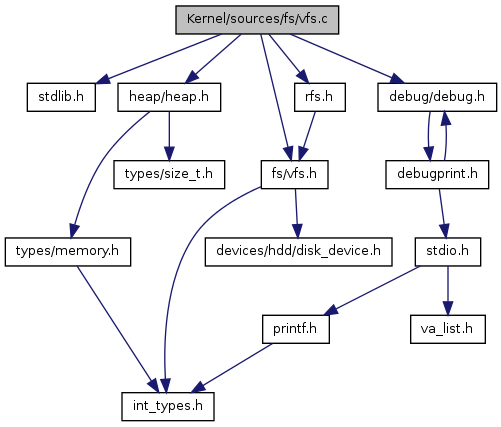 Kernel/sources/fs/vfs.c
stdlib.h
heap/heap.h
rfs.h
debug/debug.h
types/size_t.h
fs/vfs.h
debugprint.h
types/memory.h
devices/hdd/disk_device.h
stdio.h
printf.h
va_list.h
int_types.h